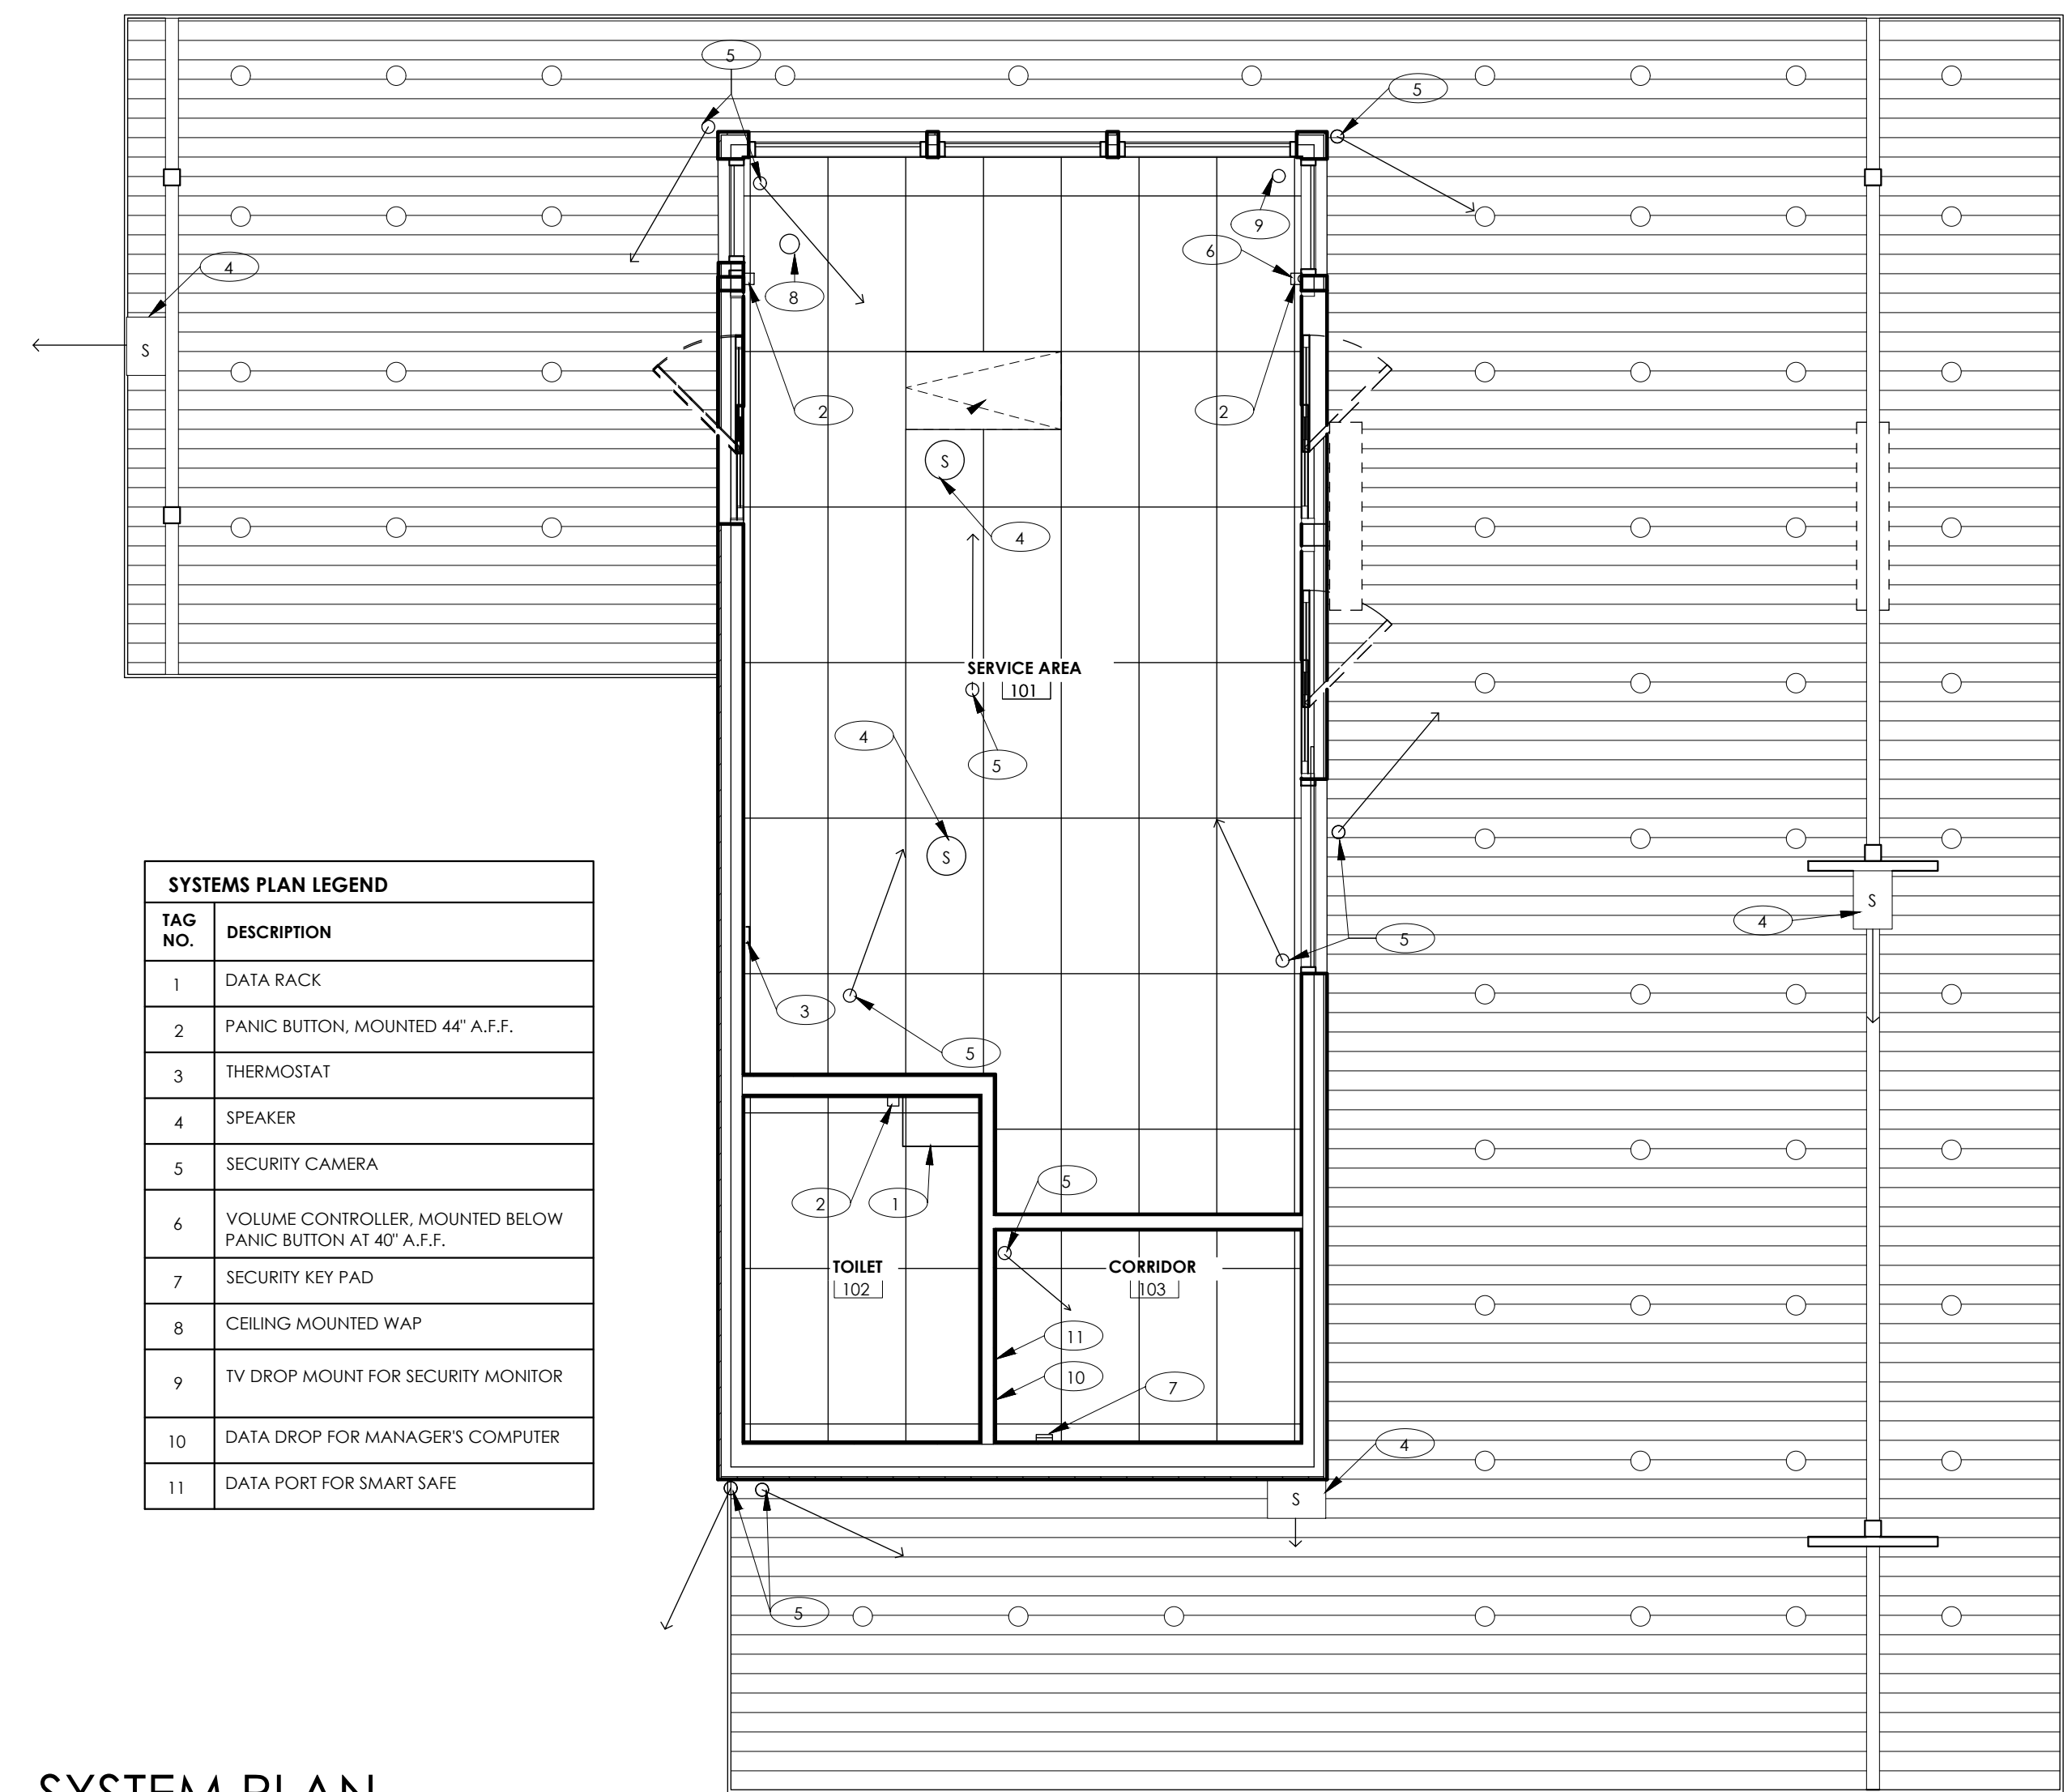 5
5
9
6
4
8
S
2
2
S
4
SERVICE AREA
101
4
5
S
S
4
5
3
5
SYSTEMS PLAN LEGEND
TAG NO. DESCRIPTION
1 DATA RACK
2 PANIC BUTTON, MOUNTED 44" A.F.F.
3 THERMOSTAT
4 SPEAKER
5 SECURITY CAMERA
6 VOLUME CONTROLLER, MOUNTED BELOW
PANIC BUTTON AT 40" A.F.F.
7 SECURITY KEY PAD
8 CEILING MOUNTED WAP
9 TV DROP MOUNT FOR SECURITY MONITOR
10 DATA DROP FOR MANAGER'S COMPUTER
11 DATA PORT FOR SMART SAFE
2
1
5
TOILET
102
CORRIDOR
103
11
10
7
4
S
5
SYSTEM PLAN